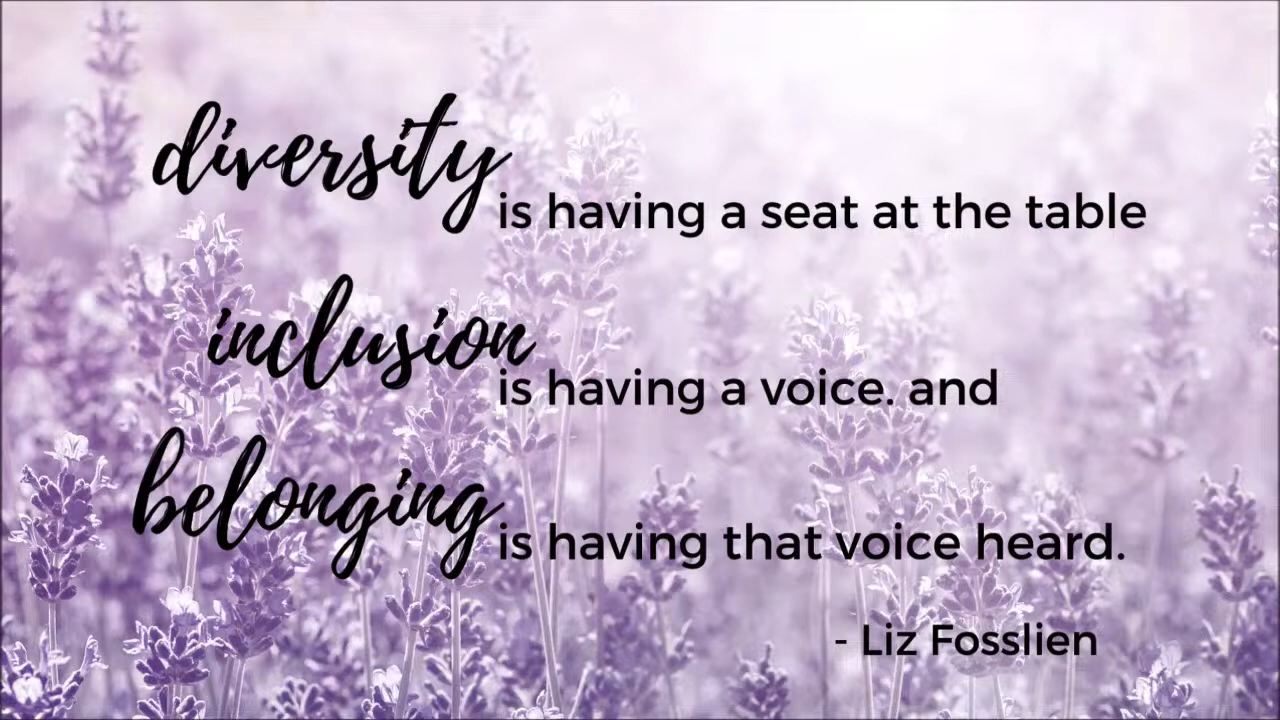 diversity is having a seat at the table
inclusion is having a voice. and
belonging is having that voice heard.
- Liz Fosslien